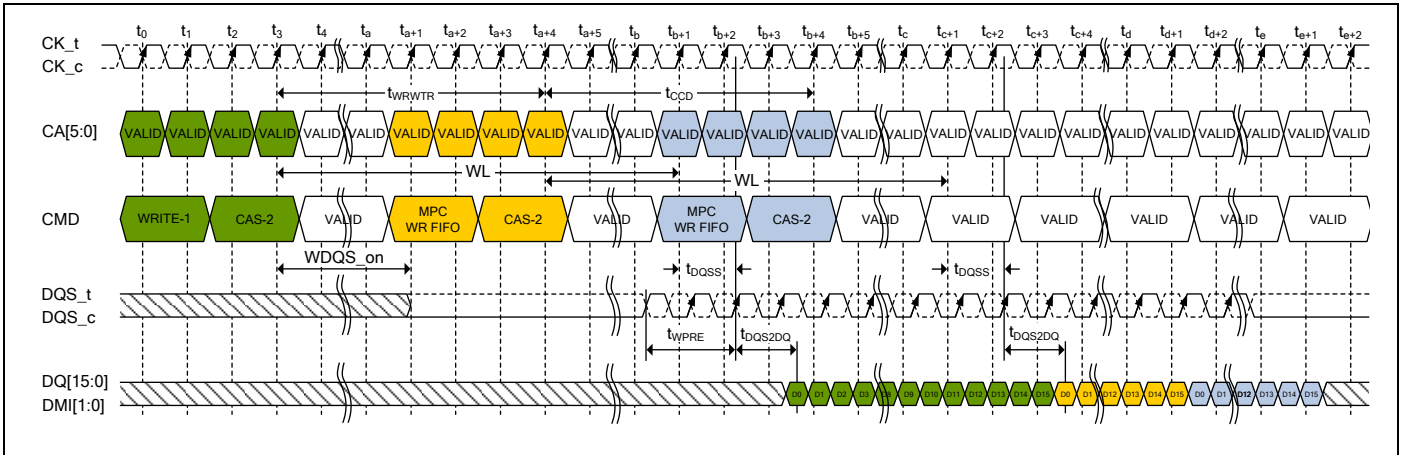 t0 t1 t2 t3 t4 ta ta+1 ta+2 ta+3 ta+4 ta+5 tb tb+1 tb+2 tb+3 tb+4 tb+5 tc tc+1 tc+2 tc+3 tc+4 td td+1 td+2 te te+1 te+2
CK_t
CK_c
tWRWTR tCCD
CA[5:0] VALID VALID VALID VALID VALID VALID VALID VALID VALID VALID VALID VALID VALID VALID VALID VALID VALID VALID VALID VALID VALID VALID VALID VALID VALID VALID VALID VALID
WL WL
CMD WRITE-1 CAS-2 VALID MPC WR FIFO CAS-2 VALID MPC WR FIFO CAS-2 VALID VALID VALID VALID VALID VALID
WDQS_on tDQSS tDQSS
DQS_t
DQS_c
tWPRE tDQS2DQ tDQS2DQ
DQ[15:0]
DMI[1:0] D0 D1 D2 D3 D8 D9 D10 D11 D12 D13 D14 D15 D0 D1 D12 D13 D14 D15 D0 D1 D12 D13 D14 D15